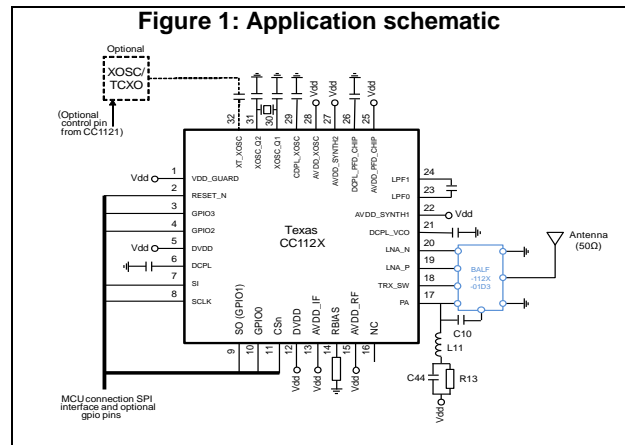 Figure 1: Application schematic
Optional
XOSC/
TCXO
(Optional
control pin
from CC1121)
32
31
30
29
28
27
26
25
Vdd
Vdd
Vdd
XT_XOSC
XOSC_Q2
XOSC_Q1
CDPL_XOSC
AVDD_XOSC
AVDD_SYNTH2
DCPL_PFD_CHIP
AVDD_PFD_CHIP
Vdd
1 VDD_GUARD
2 RESET_N
3 GPIO3
4 GPIO2
Vdd
5 DVDD
6 DCPL
7 SI
8 SCLK
Texas
CC112X
LPF1 24
LPF0 23
AVDD_SYNTH1 22
Vdd
DCPL_VCO 21
LNA_N 20
LNA_P 19
TRX_SW 18
PA 17
BALF
-112X
-01D3
Antenna
(50Ω)
SO (GPIO1)
GPIO0
CSn
DVDD
AVDD_IF
RBIAS
AVDD_RF
NC
9
10
11
12
13
14
15
16
Vdd
Vdd
Vdd
C10
L11
C44
R13
Vdd
MCU connection SPI
interface and optional
gpio pins